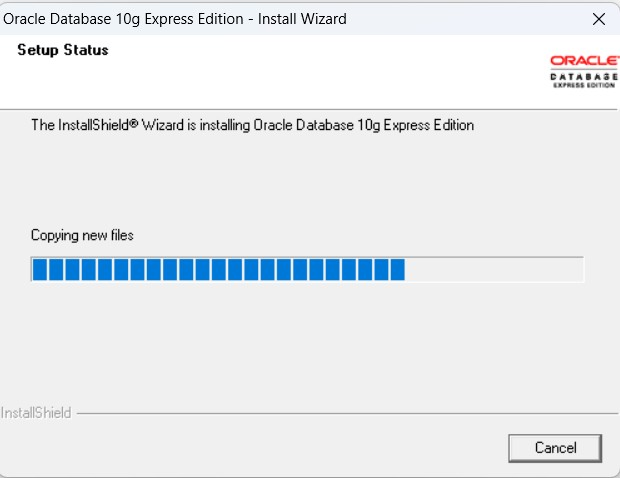 Oracle Database 10g Express Edition - Install Wizard
Setup Status
ORACLE
DATABASE
EXPRESS EDITION
The InstallShield® Wizard is installing Oracle Database 10g Express Edition
Copying new files
InstallShield
Cancel